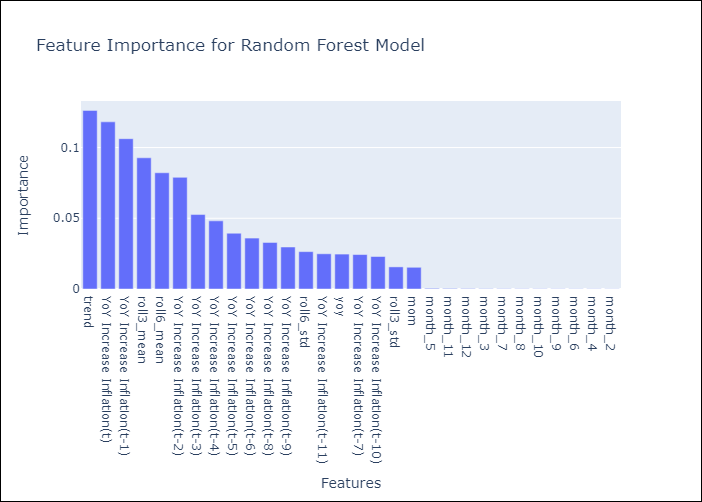 Feature Importance for Random Forest Model
Importance
0.1
0.05
0
trend
YoY Increase Inflation(t)
YoY Increase Inflation(t-1)
roll3_mean
roll6_mean
YoY Increase Inflation(t-2)
YoY Increase Inflation(t-3)
YoY Increase Inflation(t-4)
YoY Increase Inflation(t-5)
YoY Increase Inflation(t-6)
YoY Increase Inflation(t-8)
YoY Increase Inflation(t-9)
roll6_std
YoY Increase Inflation(t-11)
yoy
YoY Increase Inflation(t-7)
YoY Increase Inflation(t-10)
roll3_std
mom
month_5
month_11
month_12
month_3
month_7
month_8
month_10
month_9
month_6
month_4
month_2
Features